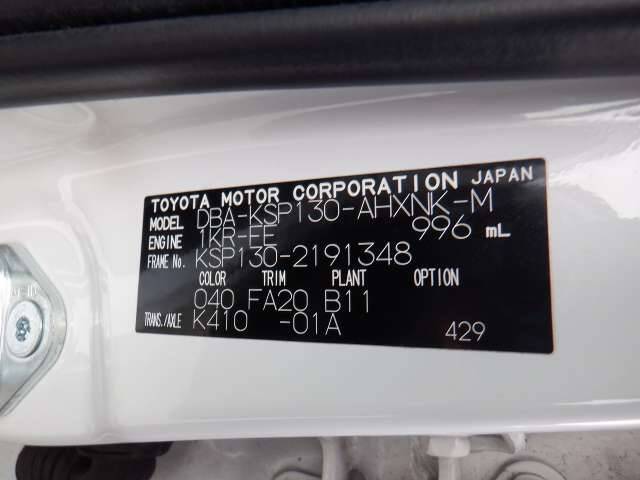 TOYOTA MOTOR CORPORATION JAPAN
MODEL DBA-KSP130-AHXNK-M
ENGINE 1KR-FE 996 mL
FRAME No. KSP130-2191348
COLOR TRIM PLANT OPTION
040 FA20 B11
TRANS./AXLE K410 -01A
429